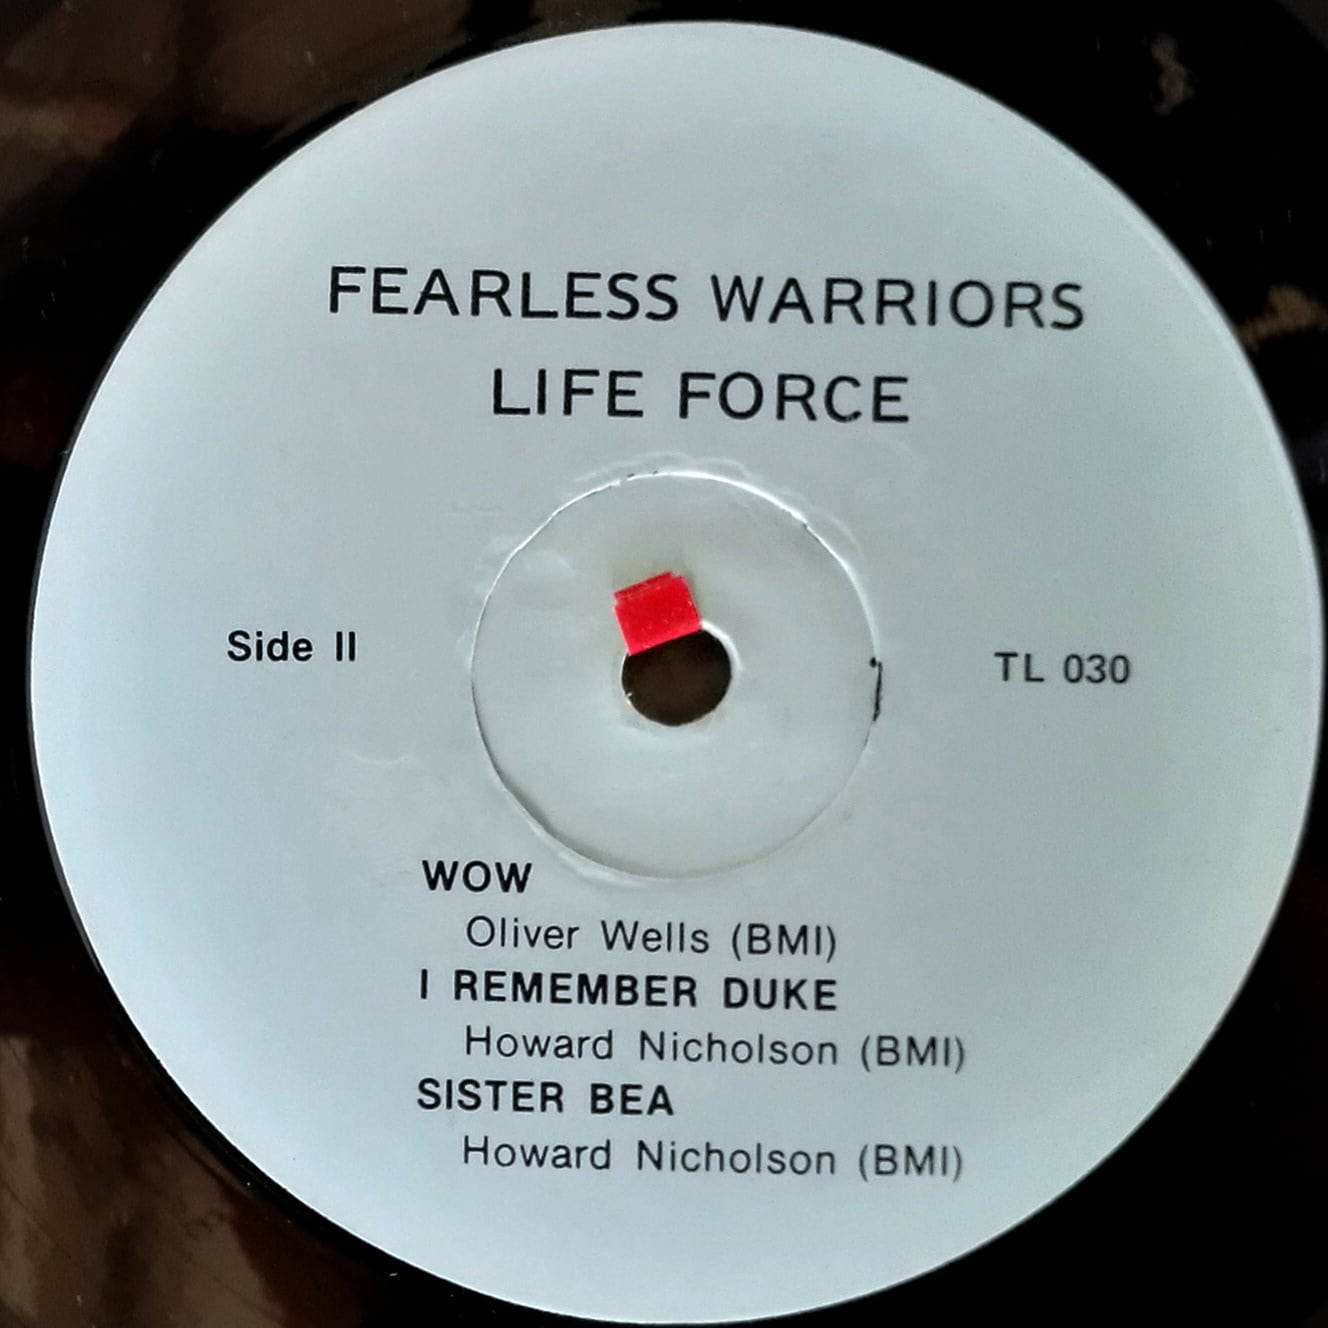 FEARLESS WARRIORS
LIFE FORCE
Side II
TL 030
WOW
Oliver Wells (BMI)
I REMEMBER DUKE
Howard Nicholson (BMI)
SISTER BEA
Howard Nicholson (BMI)